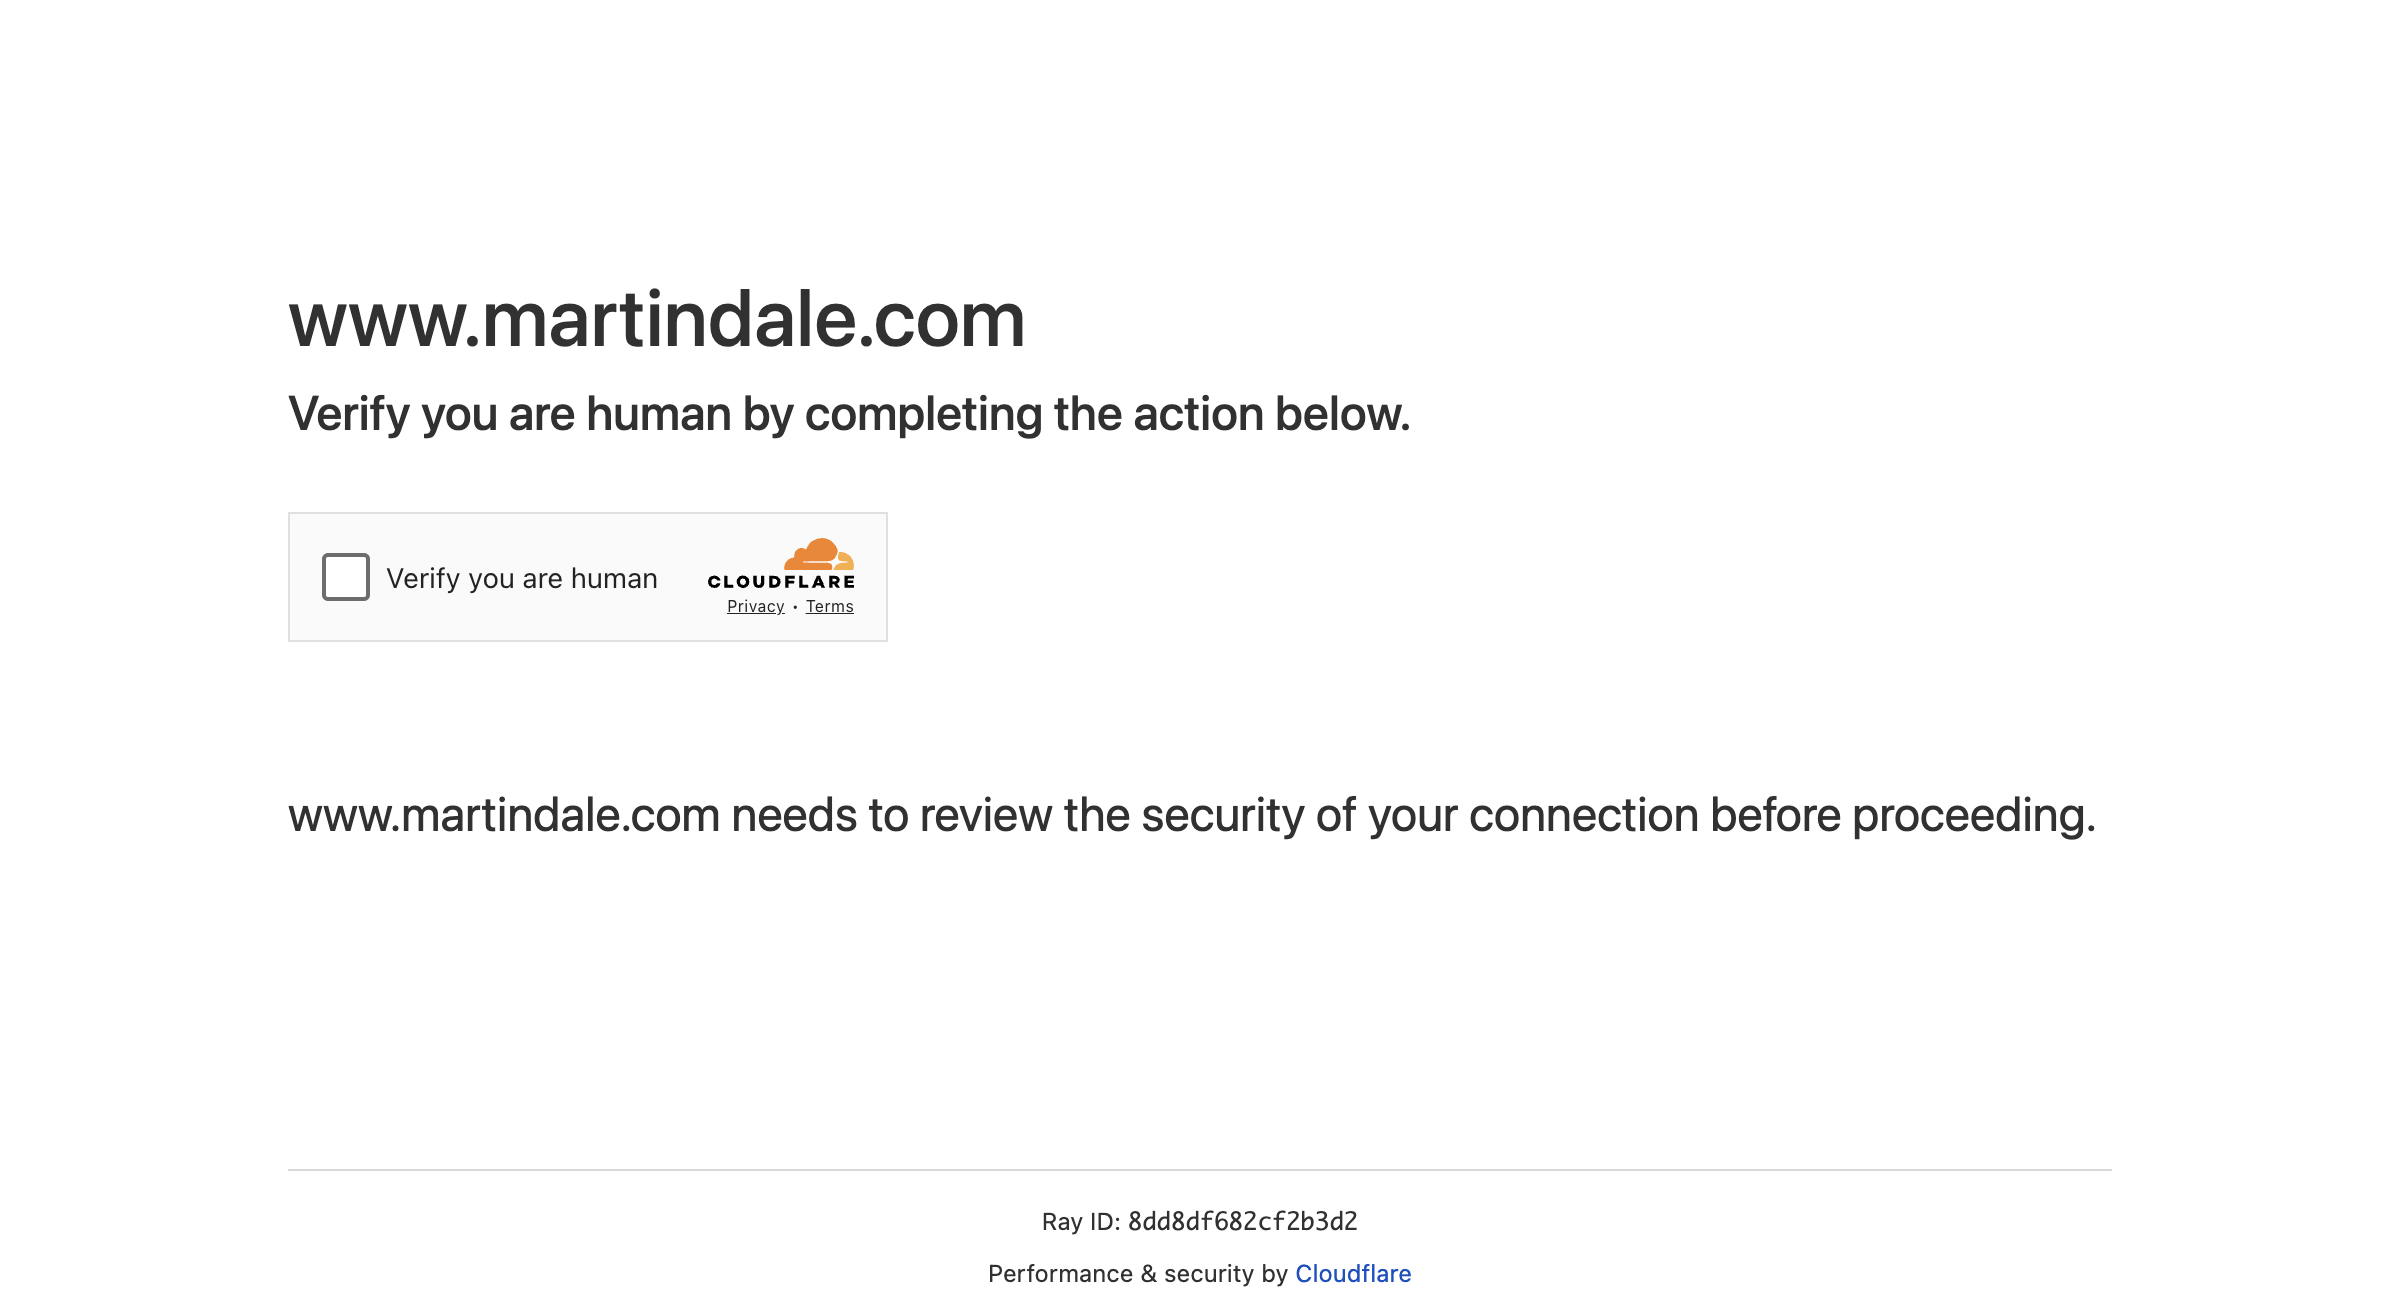 www.martindale.com
Verify you are human by completing the action below.
Verify you are human
CLOUDFLARE
Privacy • Terms
www.martindale.com needs to review the security of your connection before proceeding.
Ray ID: 8dd8df682cf2b3d2
Performance & security by Cloudflare